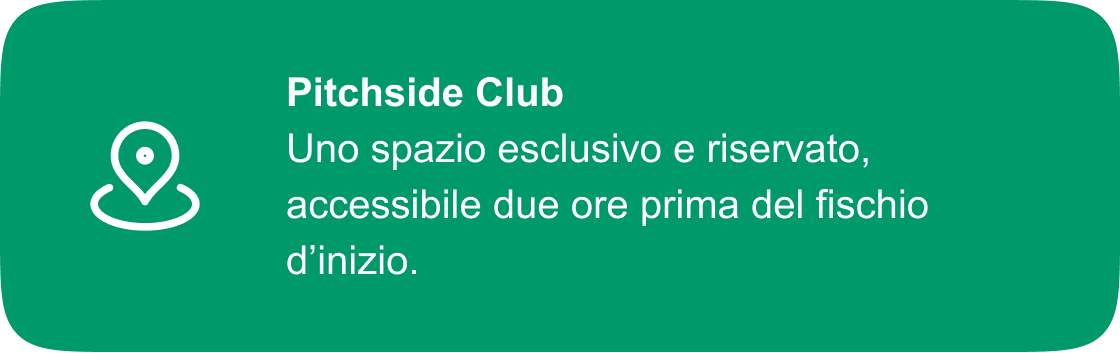 Pitchside Club
Uno spazio esclusivo e riservato,
accessibile due ore prima del fischio
d’inizio.